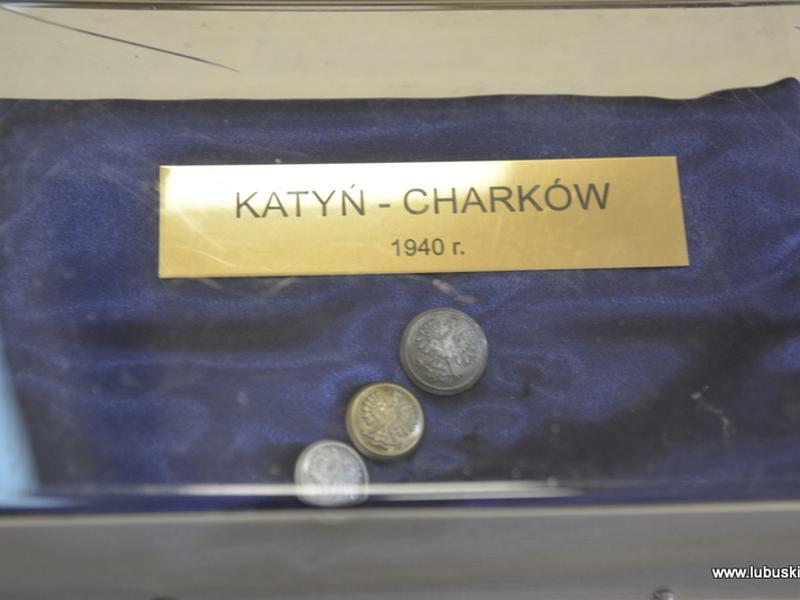 KATYŃ - CHARKÓW
1940 r.
www.lubuski